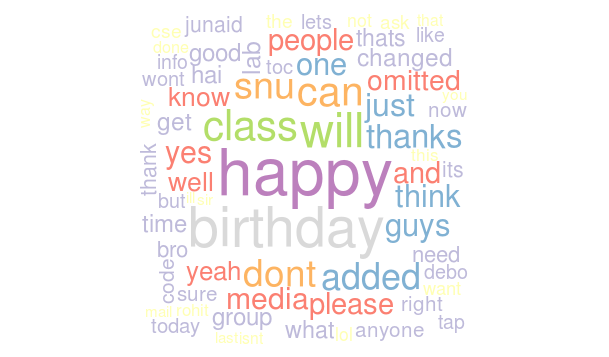 junaid the lets not ask that
cse people thats like
done good lab changed
info hai toc one omitted
wont snu can you
know just now
way get class will thanks
yes this its
thank well happy and think
but
time birthday guys
bro need
code yeah dont added debo
sure media please want right
mail rohit group what lol anyone tap
today